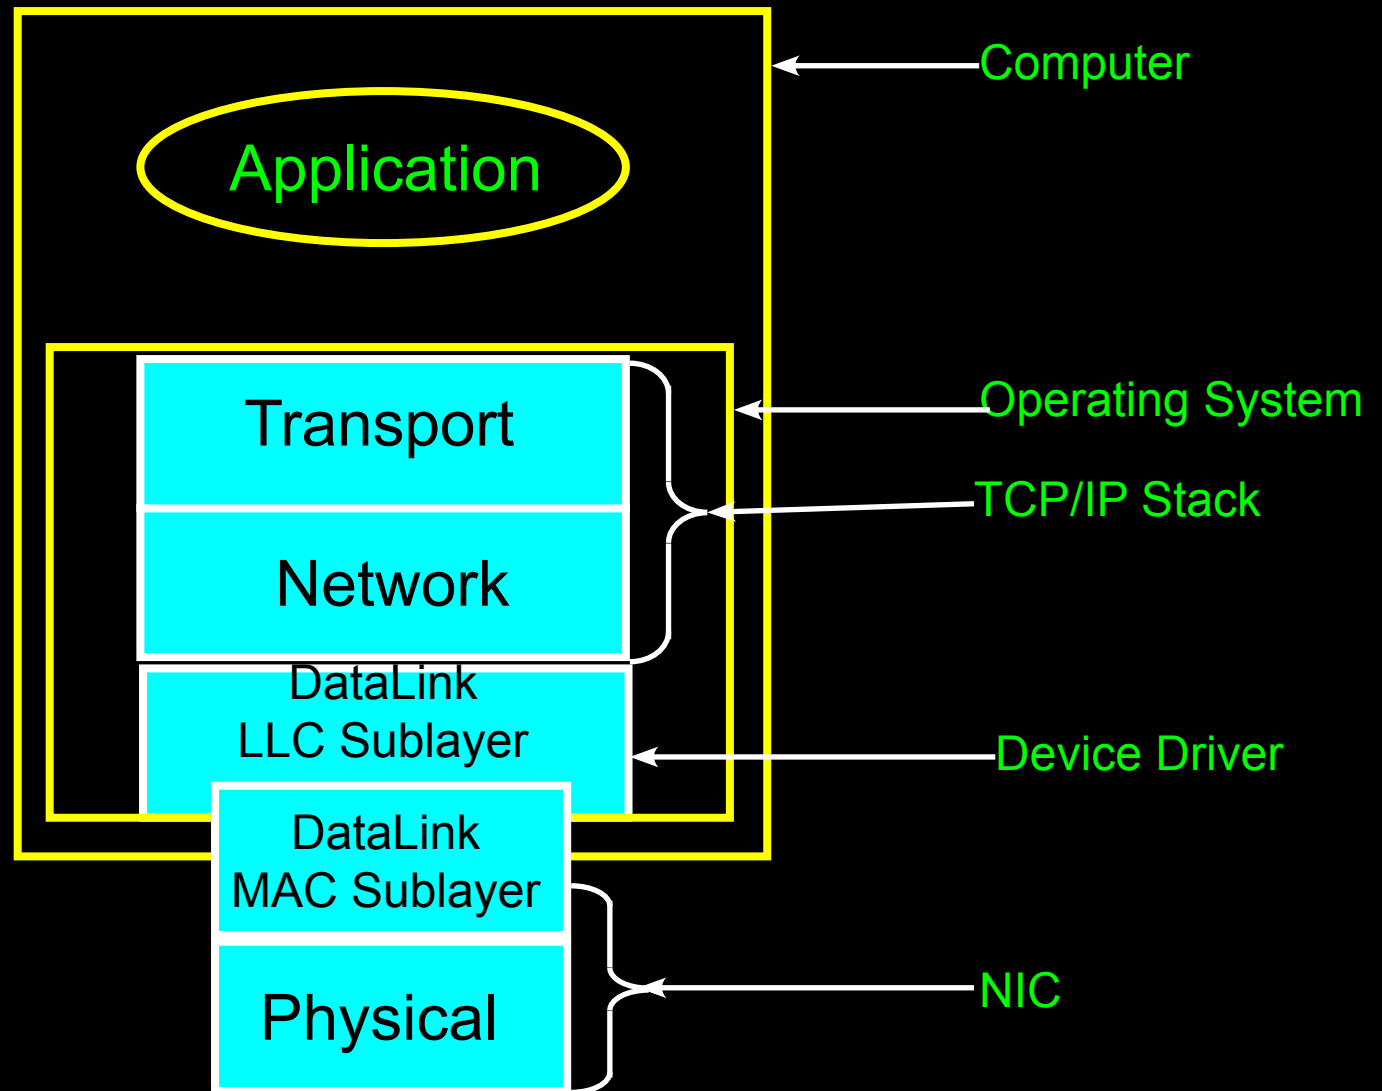 Computer
Application
Operating System
Transport
TCP/IP Stack
Network
DataLink
LLC Sublayer
Device Driver
DataLink
MAC Sublayer
NIC
Physical